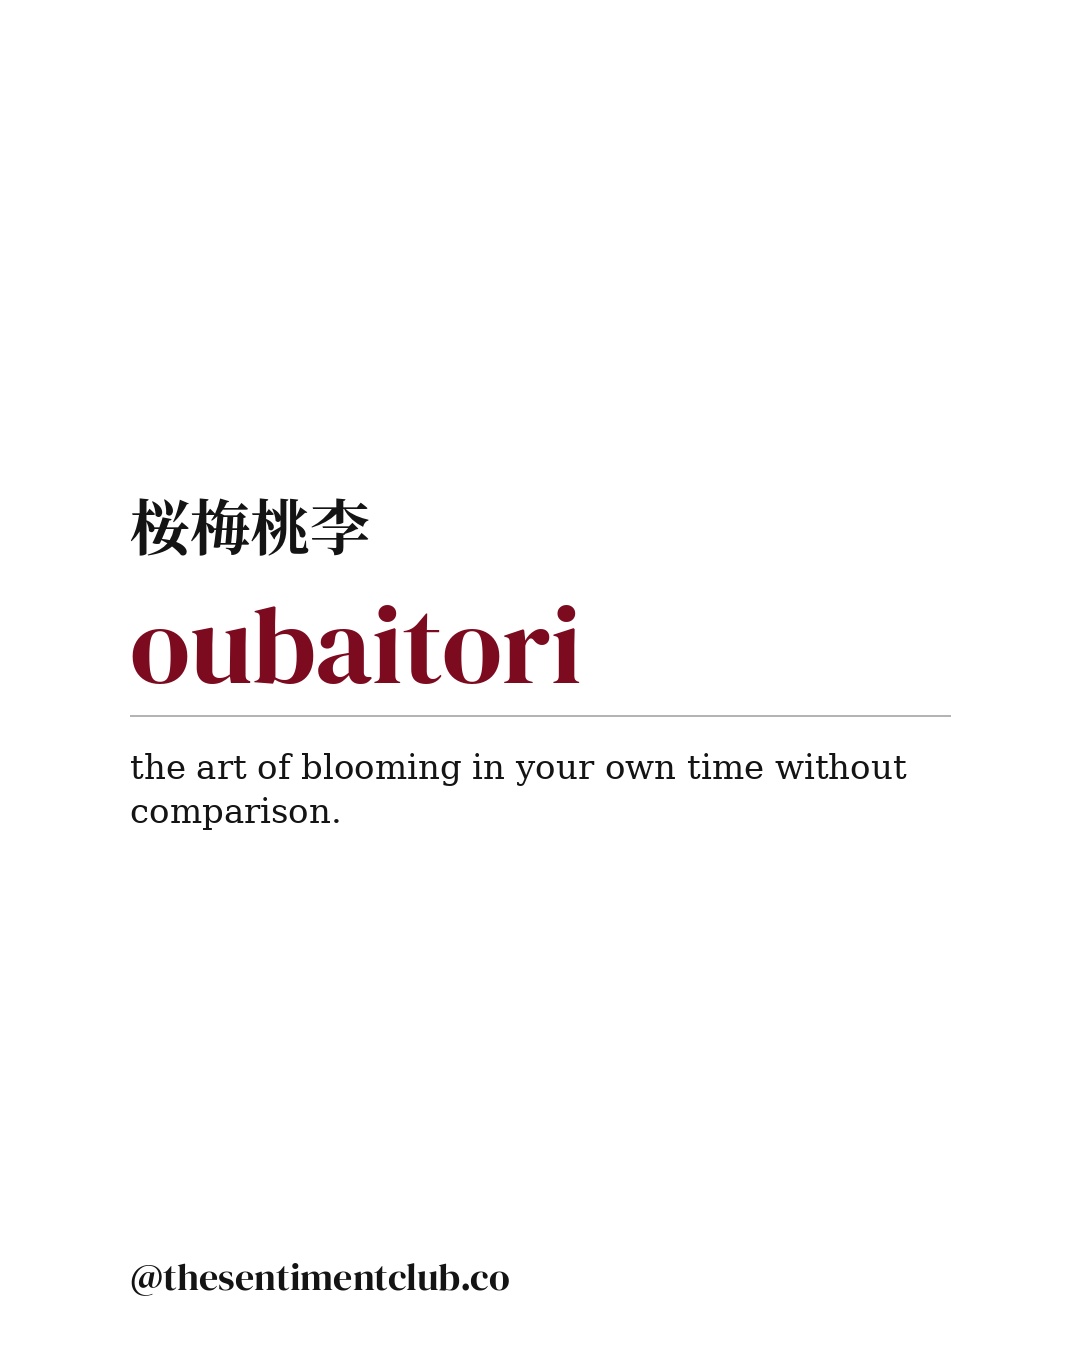 桜梅桃李
oubaitori
the art of blooming in your own time without
comparison.
@thesentimentclub.co